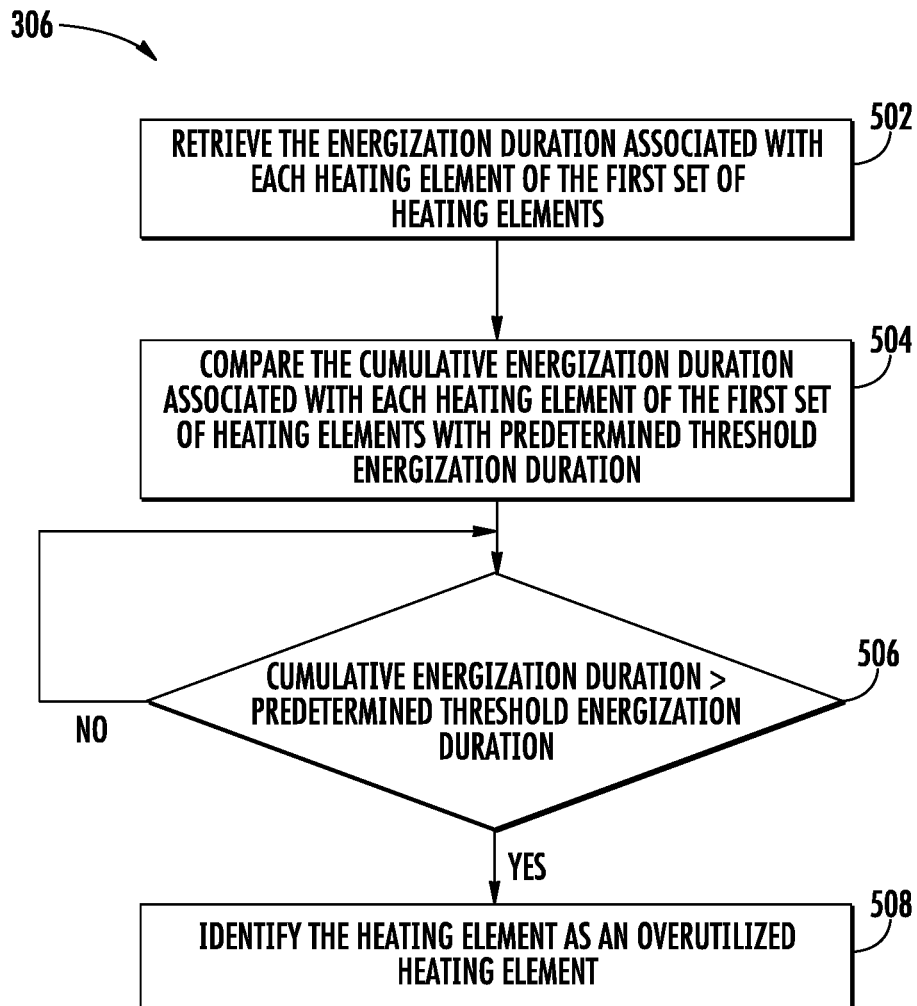 306
502
RETRIEVE THE ENERGIZATION DURATION ASSOCIATED WITH
EACH HEATING ELEMENT OF THE FIRST SET OF
HEATING ELEMENTS
504
COMPARE THE CUMULATIVE ENERGIZATION DURATION
ASSOCIATED WITH EACH HEATING ELEMENT OF THE FIRST SET
OF HEATING ELEMENTS WITH PREDETERMINED THRESHOLD
ENERGIZATION DURATION
506
CUMULATIVE ENERGIZATION DURATION >
PREDETERMINED THRESHOLD ENERGIZATION
DURATION
NO
YES
508
IDENTIFY THE HEATING ELEMENT AS AN OVERUTILIZED
HEATING ELEMENT